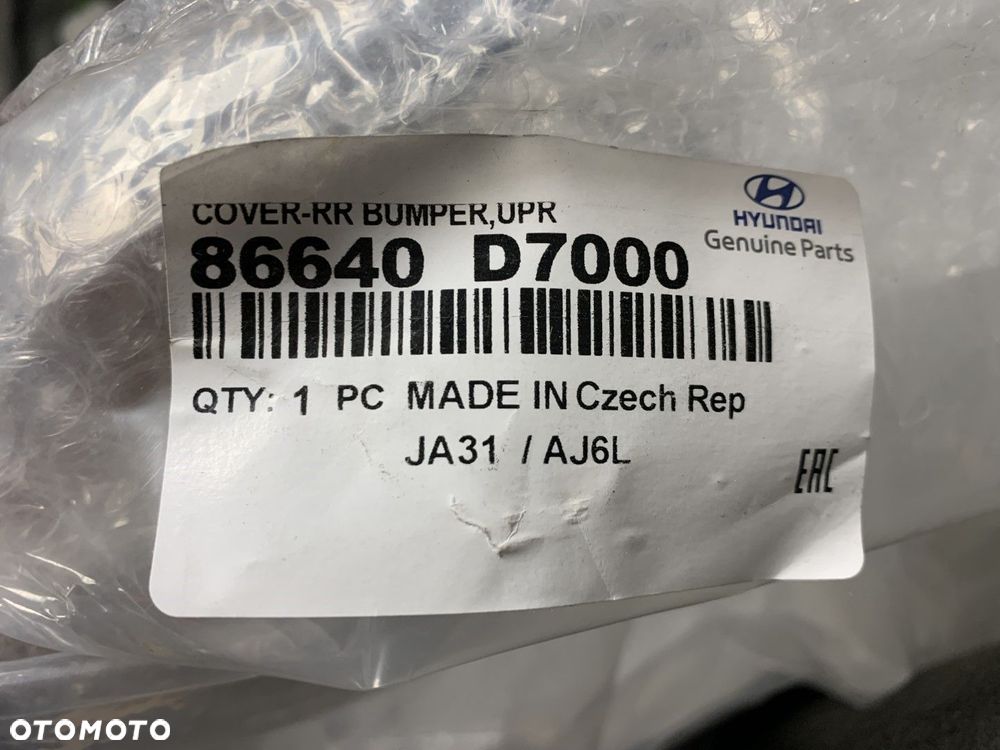 COVER-RR BUMPER,UPR
86640 D7000
HYUNDAI
Genuine Parts
QTY: 1 PC MADE IN Czech Rep
JA31 / AJ6L
EAC
OTOMOTO